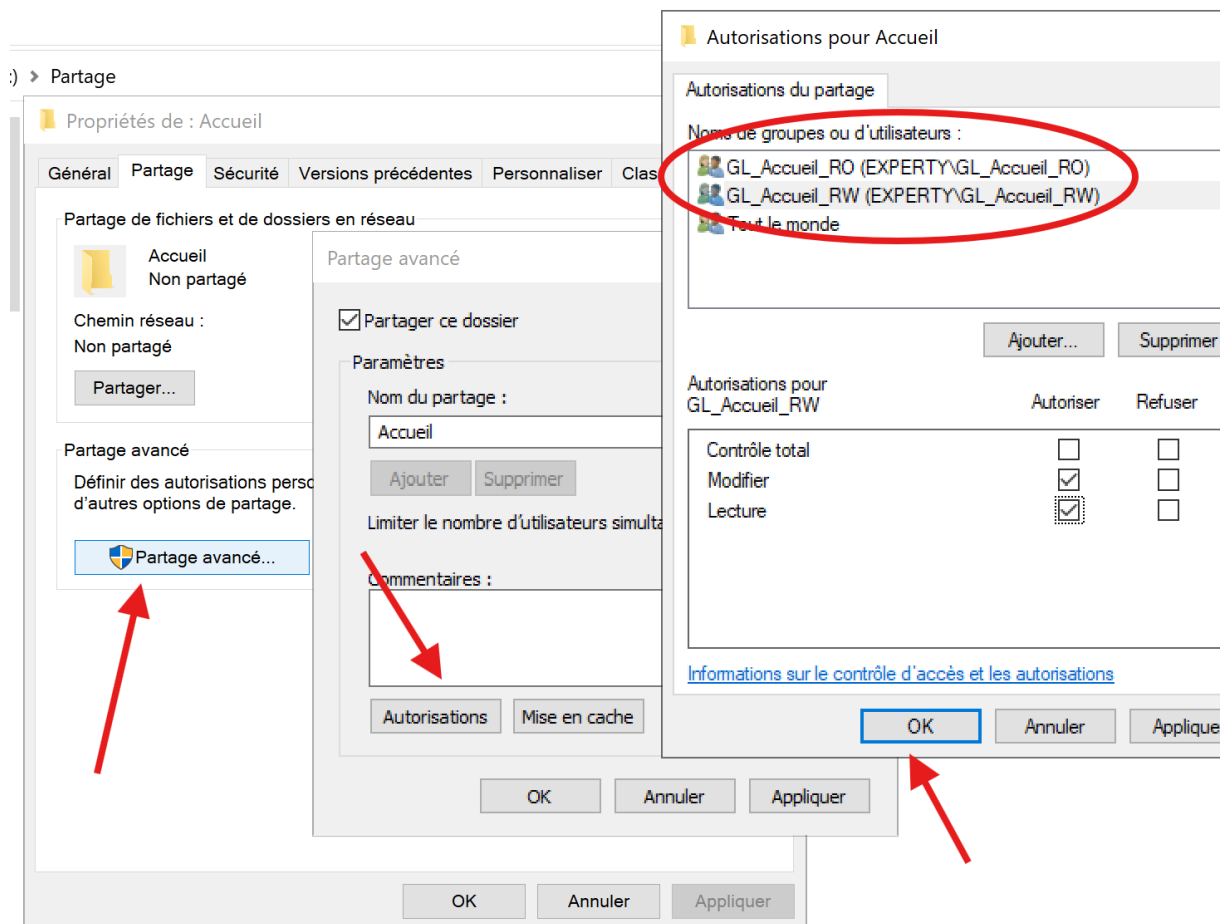 :) > Partage
Propriétés de : Accueil
Général Partage Sécurité Versions précédentes Personnaliser Clas
Partage de fichiers et de dossiers en réseau
Accueil
Non partagé
Chemin réseau :
Non partagé
Partager...
Partage avancé
Définir des autorisations perso
d'autres options de partage.
Partage avancé...
OK Annuler Appliquer
Partage avancé
Partager ce dossier
Paramètres
Nom du partage :
Accueil
Ajouter Supprimer
Limiter le nombre d'utilisateurs simulta
Commentaires :
Autorisations Mise en cache
OK Annuler Appliquer
Autorisations pour Accueil
Autorisations du partage
Noms de groupes ou d'utilisateurs :
GL_Accueil_RO (EXPERTY\GL_Accueil_RO)
GL_Accueil_RW (EXPERTY\GL_Accueil_RW)
Tout le monde
Ajouter... Supprimer
Autorisations pour
GL_Accueil_RW Autoriser Refuser
Contrôle total
Modifier
Lecture
Informations sur le contrôle d'accès et les autorisations
OK Annuler Applique